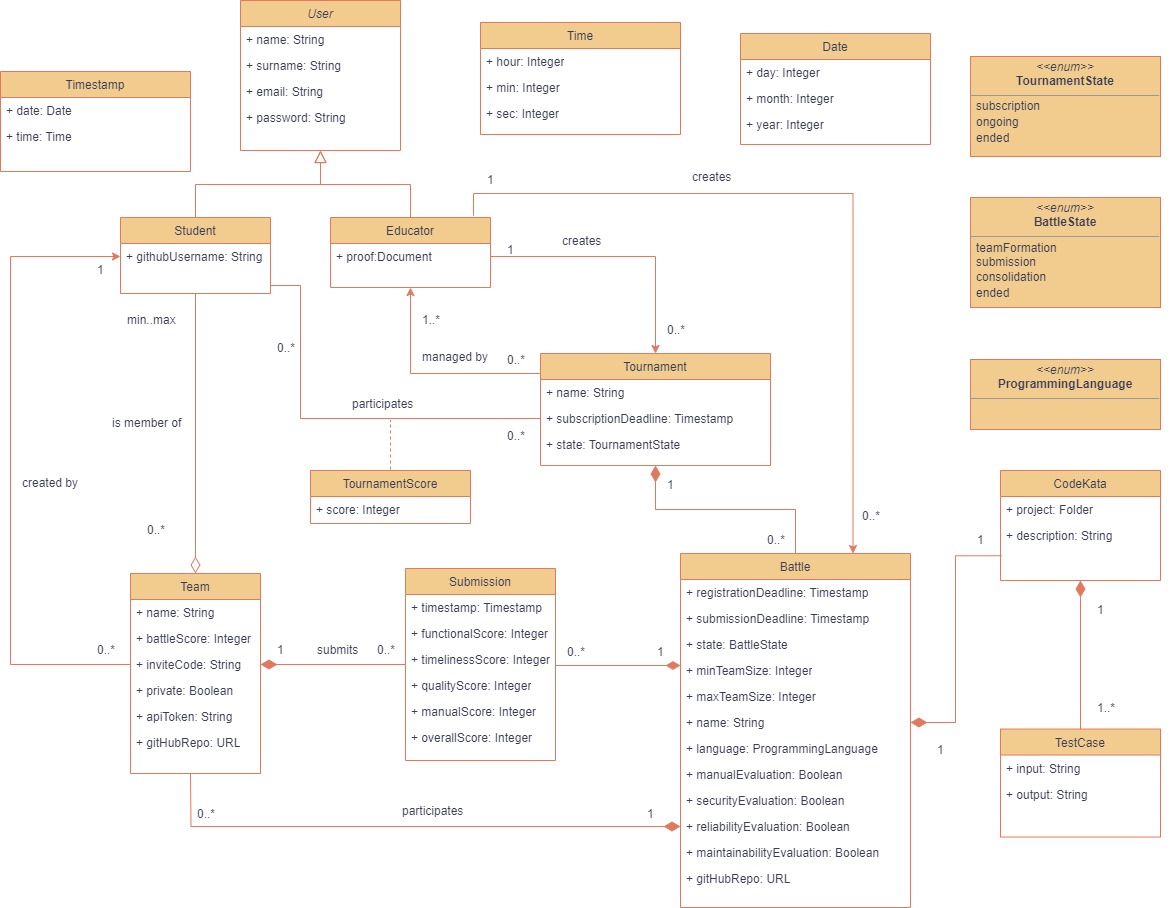 User
+ name: String
+ surname: String
+ email: String
+ password: String
Time
+ hour: Integer
+ min: Integer
+ sec: Integer
Date
+ day: Integer
+ month: Integer
+ year: Integer
<<enum>>
TournamentState
subscription
ongoing
ended
Timestamp
+ date: Date
+ time: Time
<<enum>>
BattleState
teamFormation
submission
consolidation
ended
1
creates
Student
+ githubUsername: String
Educator
+ proof:Document
1
creates
1
min..max
1..*
0..*
0..*
managed by
0..*
Tournament
+ name: String
+ subscriptionDeadline: Timestamp
+ state: TournamentState
<<enum>>
ProgrammingLanguage
participates
0..*
is member of
created by
TournamentScore
+ score: Integer
1
0..*
0..*
0..*
CodeKata
+ project: Folder
+ description: String
1
1
1..*
Team
+ name: String
+ battleScore: Integer
+ inviteCode: String
+ private: Boolean
+ apiToken: String
+ gitHubRepo: URL
0..*
1
submits
0..*
Submission
+ timestamp: Timestamp
+ functionalScore: Integer
+ timelinessScore: Integer
+ qualityScore: Integer
+ manualScore: Integer
+ overallScore: Integer
0..*
1
Battle
+ registrationDeadline: Timestamp
+ submissionDeadline: Timestamp
+ state: BattleState
+ minTeamSize: Integer
+ maxTeamSize: Integer
+ name: String
+ language: ProgrammingLanguage
+ manualEvaluation: Boolean
+ securityEvaluation: Boolean
+ reliabilityEvaluation: Boolean
+ maintainabilityEvaluation: Boolean
+ gitHubRepo: URL
1
TestCase
+ input: String
+ output: String
0..*
participates
1